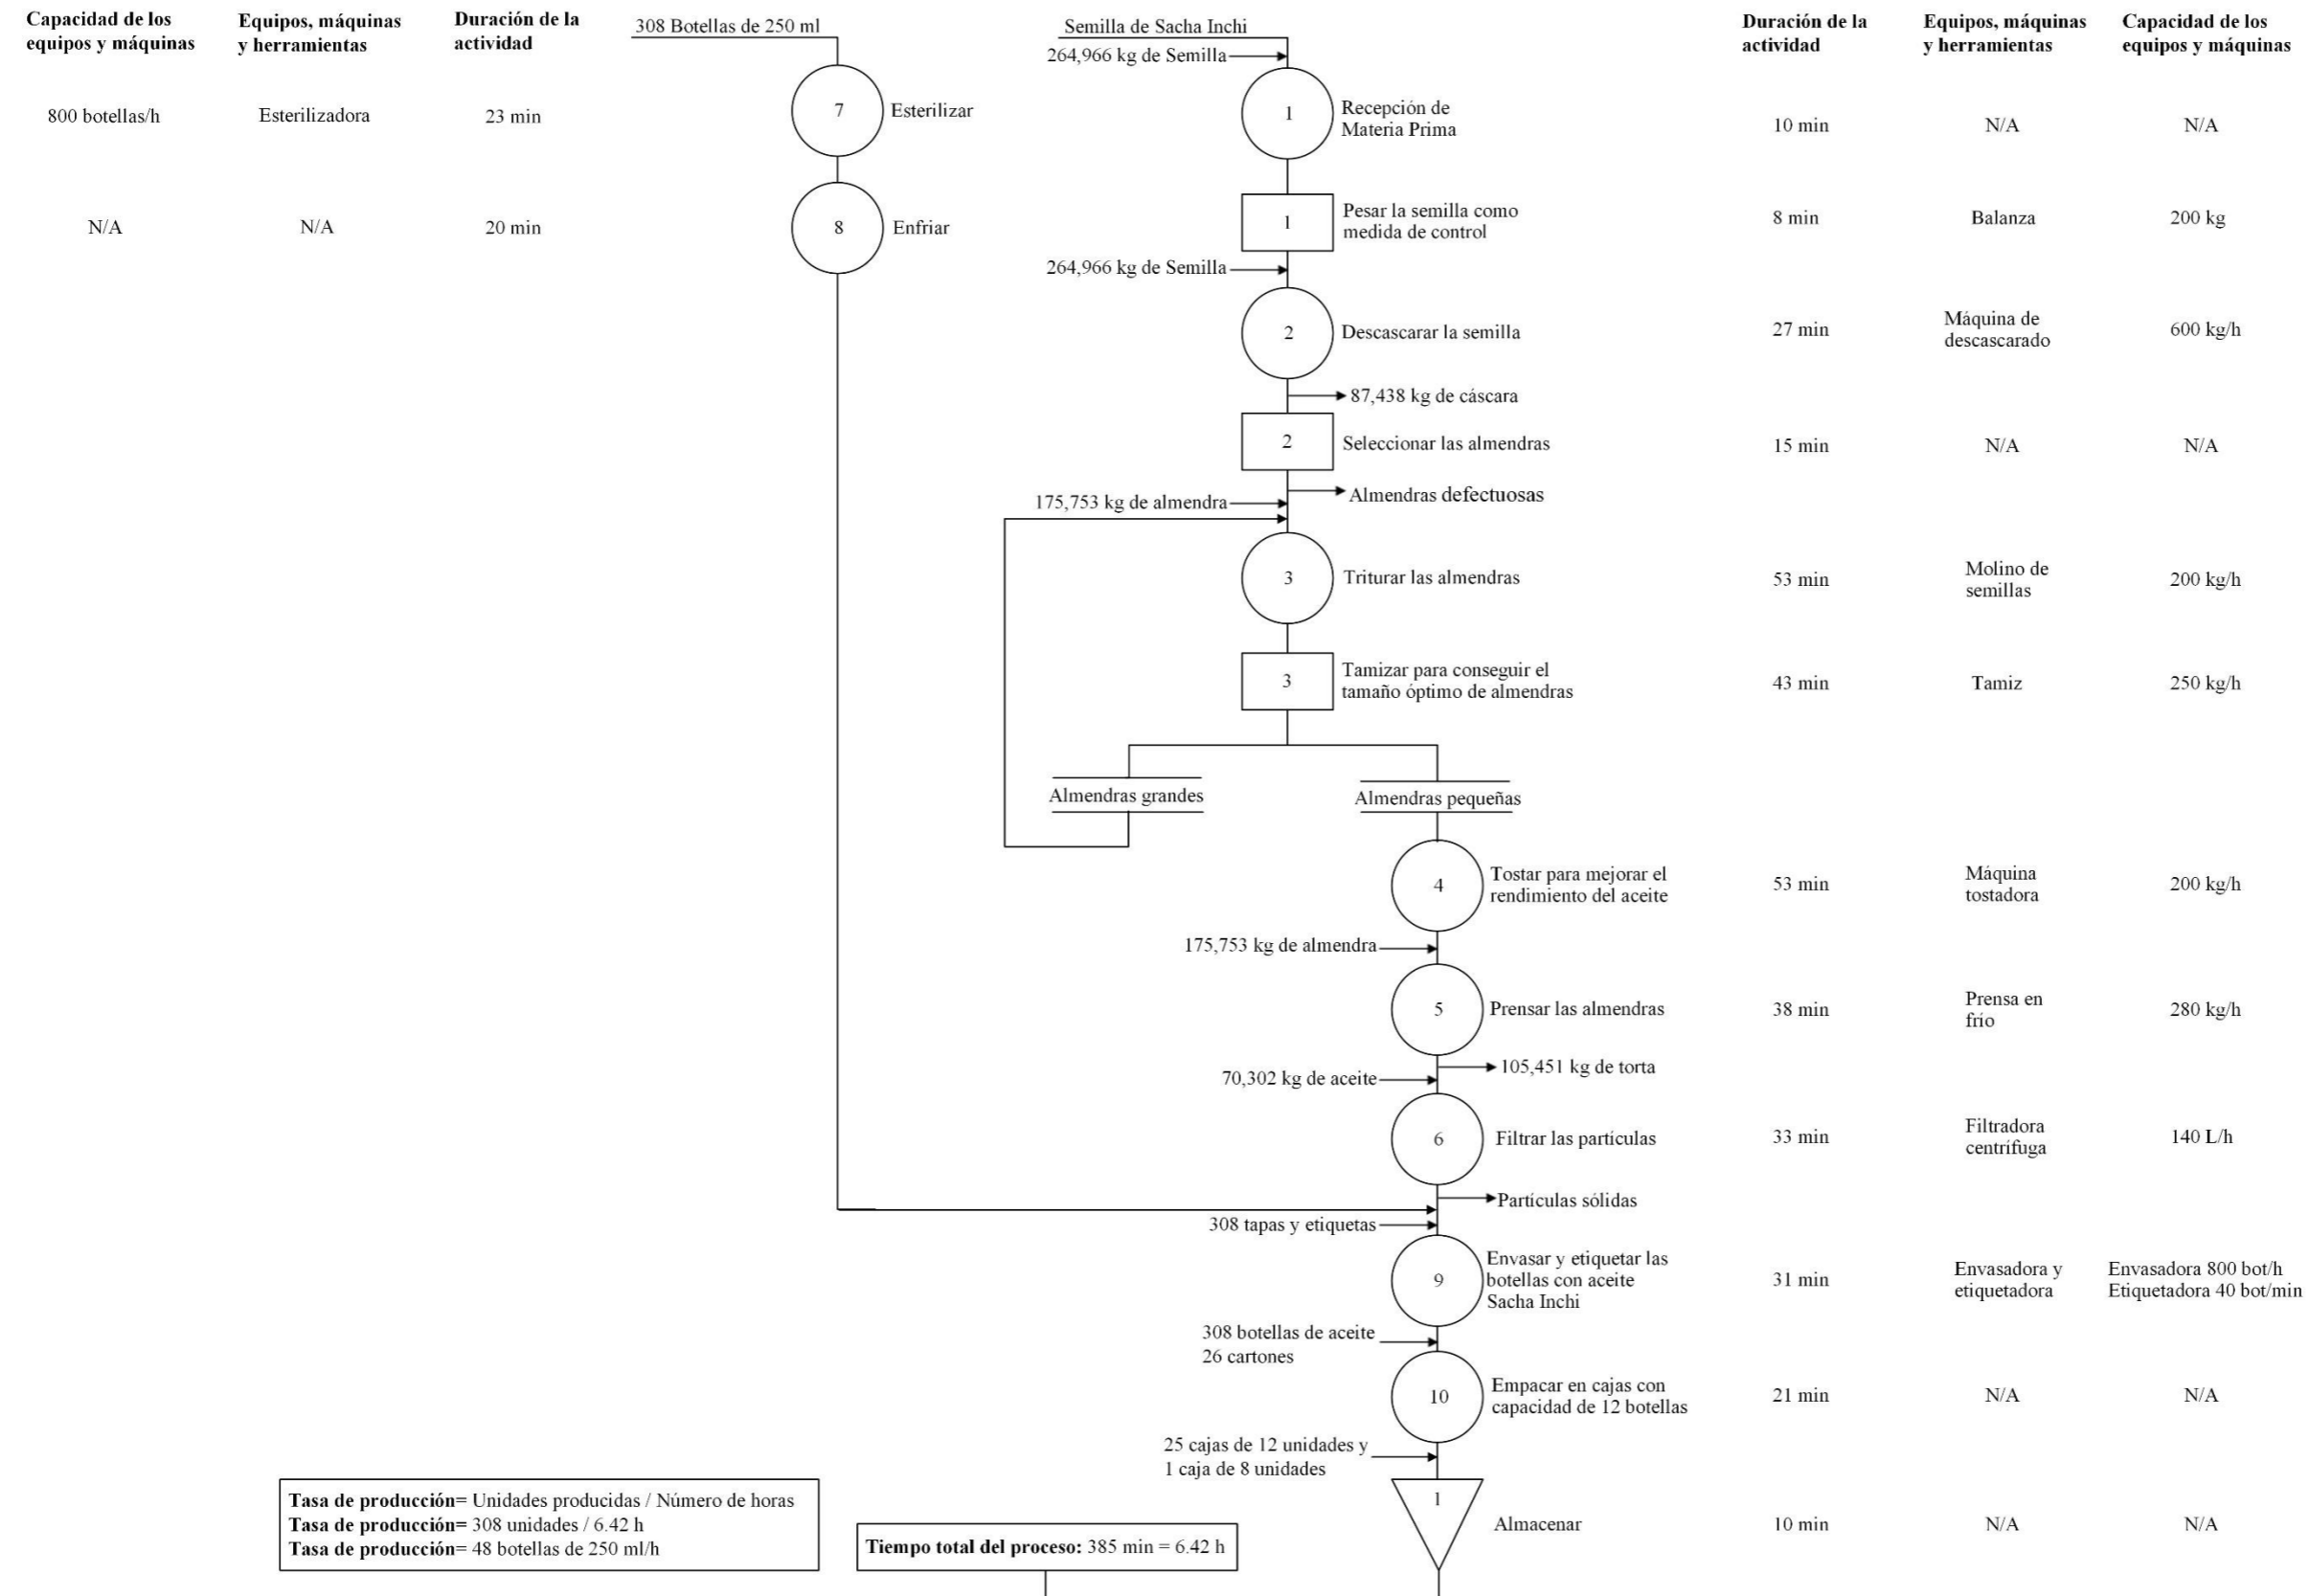 Capacidad de los
equipos y máquinas
Equipos, máquinas
y herramientas
Duración de la
actividad
308 Botellas de 250 ml
Semilla de Sacha Inchi
Duración de la
actividad
Equipos, máquinas
y herramientas
Capacidad de los
equipos y máquinas
264,966 kg de Semilla
800 botellas/h
Esterilizadora
23 min
7
Esterilizar
1
Recepción de
Materia Prima
10 min
N/A
N/A
N/A
N/A
20 min
8
Enfriar
1
Pesar la semilla como
medida de control
8 min
Balanza
200 kg
264,966 kg de Semilla
2
Descascarar la semilla
27 min
Máquina de
descascarado
600 kg/h
87,438 kg de cáscara
2
Seleccionar las almendras
15 min
N/A
N/A
Almendras defectuosas
175,753 kg de almendra
3
Triturar las almendras
53 min
Molino de
semillas
200 kg/h
3
Tamizar para conseguir el
tamaño óptimo de almendras
43 min
Tamiz
250 kg/h
Almendras grandes
Almendras pequeñas
4
Tostar para mejorar el
rendimiento del aceite
53 min
Máquina
tostadora
200 kg/h
175,753 kg de almendra
5
Prensar las almendras
38 min
Prensa en
frío
280 kg/h
105,451 kg de torta
70,302 kg de aceite
6
Filtrar las partículas
33 min
Filtradora
centrífuga
140 L/h
Partículas sólidas
308 tapas y etiquetas
9
Envasar y etiquetar las
botellas con aceite
Sacha Inchi
31 min
Envasadora y
etiquetadora
Envasadora 800 bot/h
Etiquetadora 40 bot/min
308 botellas de aceite
26 cartones
10
Empacar en cajas con
capacidad de 12 botellas
21 min
N/A
N/A
25 cajas de 12 unidades y
1 caja de 8 unidades
1
Almacenar
10 min
N/A
N/A
Tasa de producción= Unidades producidas / Número de horas
Tasa de producción= 308 unidades / 6.42 h
Tasa de producción= 48 botellas de 250 ml/h
Tiempo total del proceso: 385 min = 6.42 h